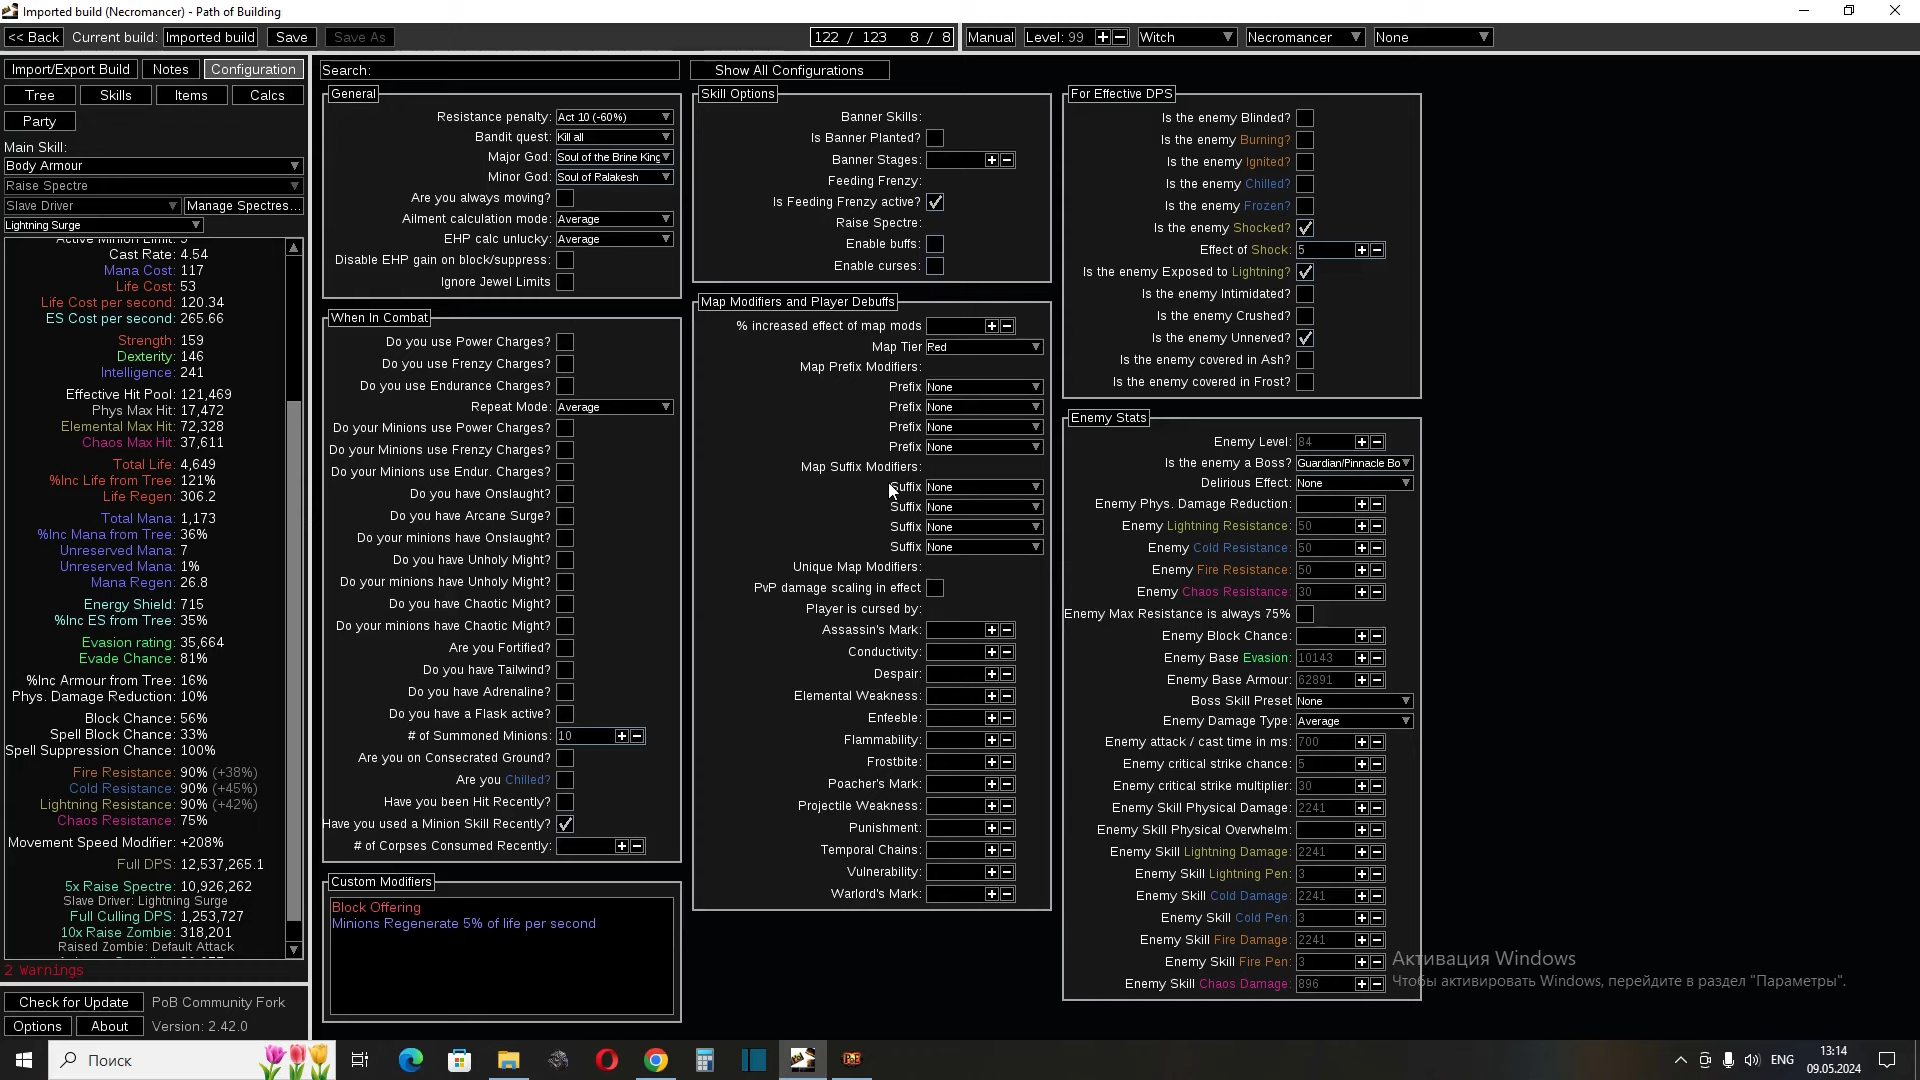 Imported build (Necromancer) - Path of Building
<< Back Current build: Imported build Save Save As 122 / 123 8 / 8 Manual Level: 99 Witch Necromancer None
Import/Export Build Notes Configuration
Tree Skills Items Calcs
Party
Main Skill:
Body Armour
Raise Spectre
Slave Driver Manage Spectres...
Lightning Surge
Cast Rate: 4.54
Mana Cost: 117
Life Cost: 53
Life Cost per second: 120.34
ES Cost per second: 265.66
Strength: 159
Dexterity: 146
Intelligence: 241
Effective Hit Pool: 121,469
Phys Max Hit: 17,472
Elemental Max Hit: 72,328
Chaos Max Hit: 37,611
Total Life: 4,649
%Inc Life from Tree: 121%
Life Regen: 306.2
Total Mana: 1,173
%Inc Mana from Tree: 36%
Unreserved Mana: 7
Unreserved Mana: 1%
Mana Regen: 26.8
Energy Shield: 715
%Inc ES from Tree: 35%
Evasion rating: 35,664
Evade Chance: 81%
%Inc Armour from Tree: 16%
Phys. Damage Reduction: 10%
Block Chance: 56%
Spell Block Chance: 33%
Spell Suppression Chance: 100%
Fire Resistance: 90% (+38%)
Cold Resistance: 90% (+45%)
Lightning Resistance: 90% (+42%)
Chaos Resistance: 75%
Movement Speed Modifier: +208%
Full DPS: 12,537,265.1
5x Raise Spectre: 10,926,262
Slave Driver: Lightning Surge
Full Culling DPS: 1,253,727
10x Raise Zombie: 318,201
Raised Zombie: Default Attack
2 Warnings
Check for Update PoB Community Fork
Options About Version: 2.42.0
Search: Show All Configurations
General
Resistance penalty: Act 10 (-60%)
Bandit quest: Kill all
Major God: Soul of the Brine King
Minor God: Soul of Ralakesh
Are you always moving?
Ailment calculation mode: Average
EHP calc unlucky: Average
Disable EHP gain on block/suppress:
Ignore Jewel Limits
When In Combat
Do you use Power Charges?
Do you use Frenzy Charges?
Do you use Endurance Charges?
Repeat Mode: Average
Do your Minions use Power Charges?
Do your Minions use Frenzy Charges?
Do your Minions use Endur. Charges?
Do you have Onslaught?
Do you have Arcane Surge?
Do your minions have Onslaught?
Do you have Unholy Might?
Do your minions have Unholy Might?
Do you have Chaotic Might?
Do your minions have Chaotic Might?
Are you Fortified?
Do you have Tailwind?
Do you have Adrenaline?
Do you have a Flask active?
# of Summoned Minions: 10
Are you on Consecrated Ground?
Are you Chilled?
Have you been Hit Recently?
Have you used a Minion Skill Recently?
# of Corpses Consumed Recently:
Custom Modifiers
Block Offering
Minions Regenerate 5% of life per second
Skill Options
Banner Skills:
Is Banner Planted?
Banner Stages:
Feeding Frenzy:
Is Feeding Frenzy active?
Raise Spectre:
Enable buffs:
Enable curses:
Map Modifiers and Player Debuffs
% increased effect of map mods
Map Tier Red
Map Prefix Modifiers:
Prefix None
Prefix None
Prefix None
Prefix None
Map Suffix Modifiers:
Suffix None
Suffix None
Suffix None
Suffix None
Unique Map Modifiers:
PvP damage scaling in effect
Player is cursed by:
Assassin's Mark:
Conductivity:
Despair:
Elemental Weakness:
Enfeeble:
Flammability:
Frostbite:
Poacher's Mark:
Projectile Weakness:
Punishment:
Temporal Chains:
Vulnerability:
Warlord's Mark:
For Effective DPS
Is the enemy Blinded?
Is the enemy Burning?
Is the enemy Ignited?
Is the enemy Chilled?
Is the enemy Frozen?
Is the enemy Shocked?
Effect of Shock: 5
Is the enemy Exposed to Lightning?
Is the enemy Intimidated?
Is the enemy Crushed?
Is the enemy Unnerved?
Is the enemy covered in Ash?
Is the enemy covered in Frost?
Enemy Stats
Enemy Level: 84
Is the enemy a Boss? Guardian/Pinnacle Bo
Delirious Effect: None
Enemy Phys. Damage Reduction:
Enemy Lightning Resistance: 50
Enemy Cold Resistance: 50
Enemy Fire Resistance: 50
Enemy Chaos Resistance: 30
Enemy Max Resistance is always 75%
Enemy Block Chance:
Enemy Base Evasion: 10143
Enemy Base Armour: 62891
Boss Skill Preset None
Enemy Damage Type: Average
Enemy attack / cast time in ms: 700
Enemy critical strike chance: 5
Enemy critical strike multiplier: 30
Enemy Skill Physical Damage: 2241
Enemy Skill Physical Overwhelm:
Enemy Skill Lightning Damage: 2241
Enemy Skill Lightning Pen: 3
Enemy Skill Cold Damage: 2241
Enemy Skill Cold Pen: 3
Enemy Skill Fire Damage: 2241
Enemy Skill Fire Pen: 3
Enemy Skill Chaos Damage: 896
Активация Windows
Чтобы активировать Windows, перейдите в раздел "Параметры".
Поиск
ENG
13:14
09.05.2024